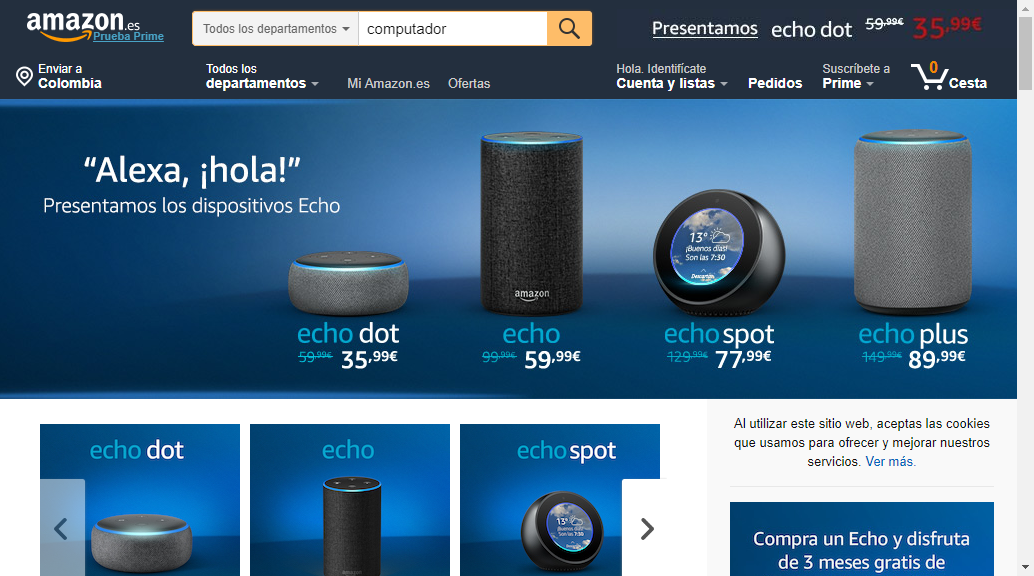 amazon.es
Prueba Prime
Todos los departamentos
computador
Presentamos echo dot 59,99€ 35,99€
Enviar a
Colombia
Todos los
departamentos
Mi Amazon.es
Ofertas
Hola. Identifícate
Cuenta y listas
Pedidos
Suscríbete a
Prime
0
Cesta
“Alexa, ¡hola!”
Presentamos los dispositivos Echo
amazon
13°
¡Buenos días!
Son las 7:30
echo dot
59,99€ 35,99€
echo
99,99€ 59,99€
echo spot
129,99€ 77,99€
echo plus
149,99€ 89,99€
echo dot
echo
echo spot
13°
¡Buenos días!
Son las 7:30
Al utilizar este sitio web, aceptas las cookies
que usamos para ofrecer y mejorar nuestros
servicios. Ver más.
Compra un Echo y disfruta
de 3 meses gratis de